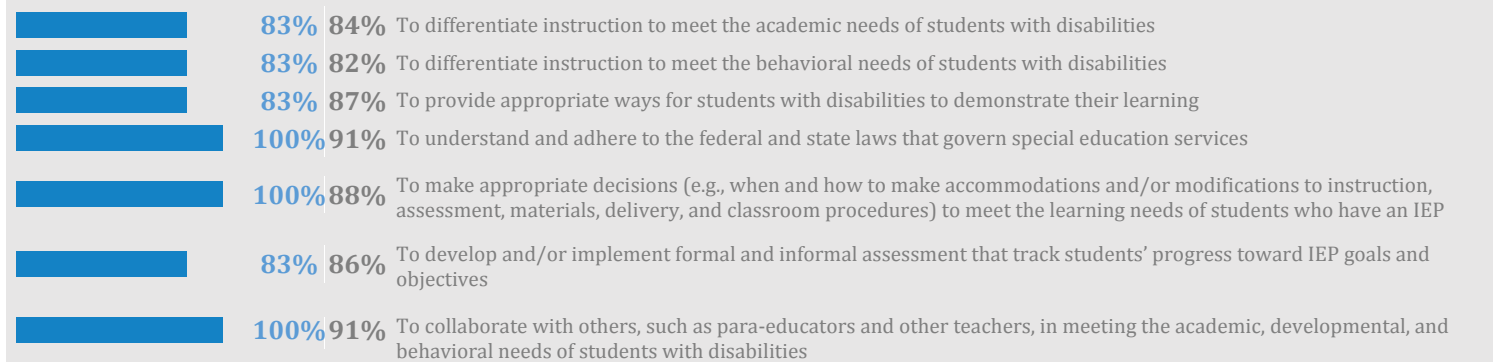 83% 84% To differentiate instruction to meet the academic needs of students with disabilities
83% 82% To differentiate instruction to meet the behavioral needs of students with disabilities
83% 87% To provide appropriate ways for students with disabilities to demonstrate their learning
100% 91% To understand and adhere to the federal and state laws that govern special education services
100% 88% To make appropriate decisions (e.g., when and how to make accommodations and/or modifications to instruction,
assessment, materials, delivery, and classroom procedures) to meet the learning needs of students who have an IEP
83% 86% To develop and/or implement formal and informal assessment that track students’ progress toward IEP goals and
objectives
100% 91% To collaborate with others, such as para-educators and other teachers, in meeting the academic, developmental, and
behavioral needs of students with disabilities